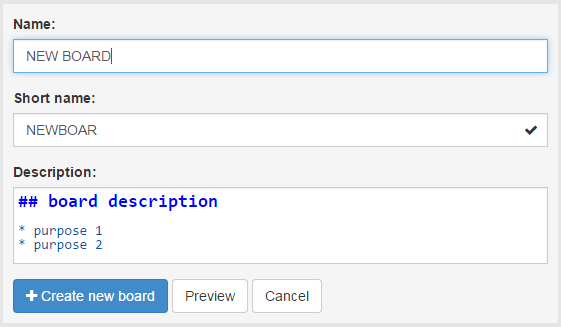 Name:
NEW BOARD
Short name:
NEWBOAR
Description:
## board description
* purpose 1
* purpose 2
Create new board Preview Cancel